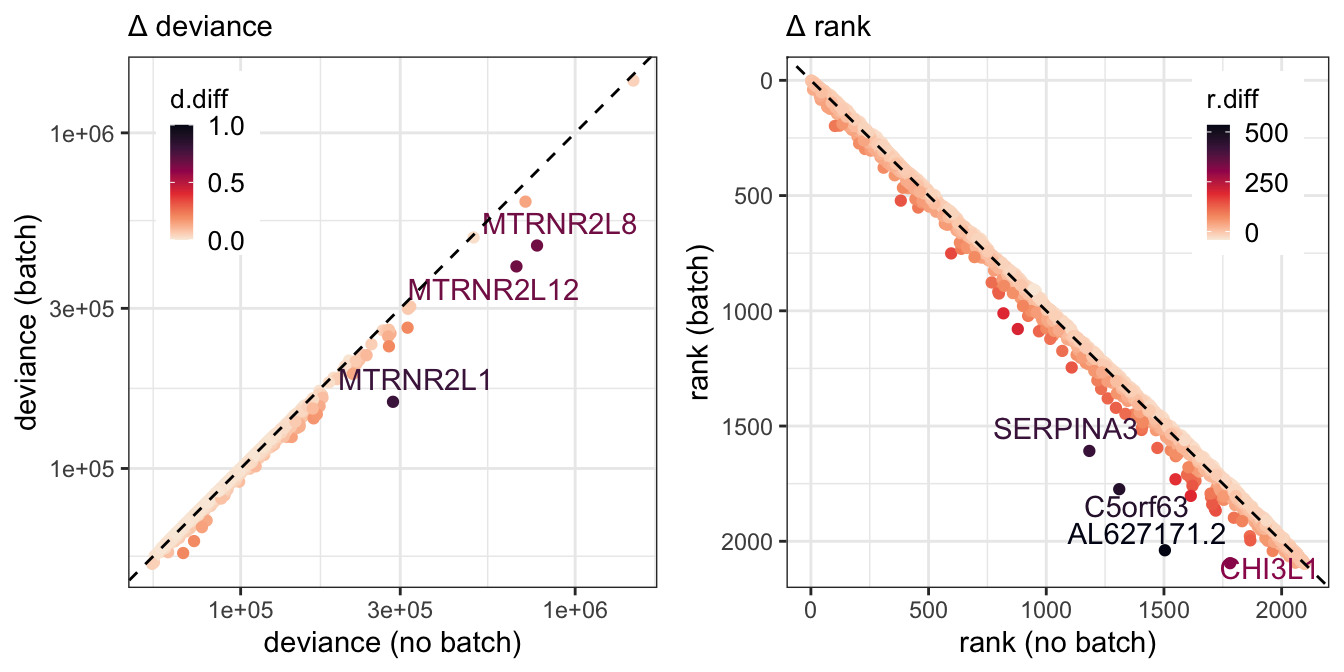 Δ deviance
d.diff
1.0
0.5
0.0
1e+06
3e+05
1e+05
deviance (batch)
MTRNR2L8
MTRNR2L12
MTRNR2L1
1e+05
3e+05
1e+06
deviance (no batch)
Δ rank
r.diff
500
250
0
0
500
1000
1500
2000
rank (batch)
SERPINA3
C5orf63
AL627171.2
CHI3L1
0
500
1000
1500
2000
rank (no batch)